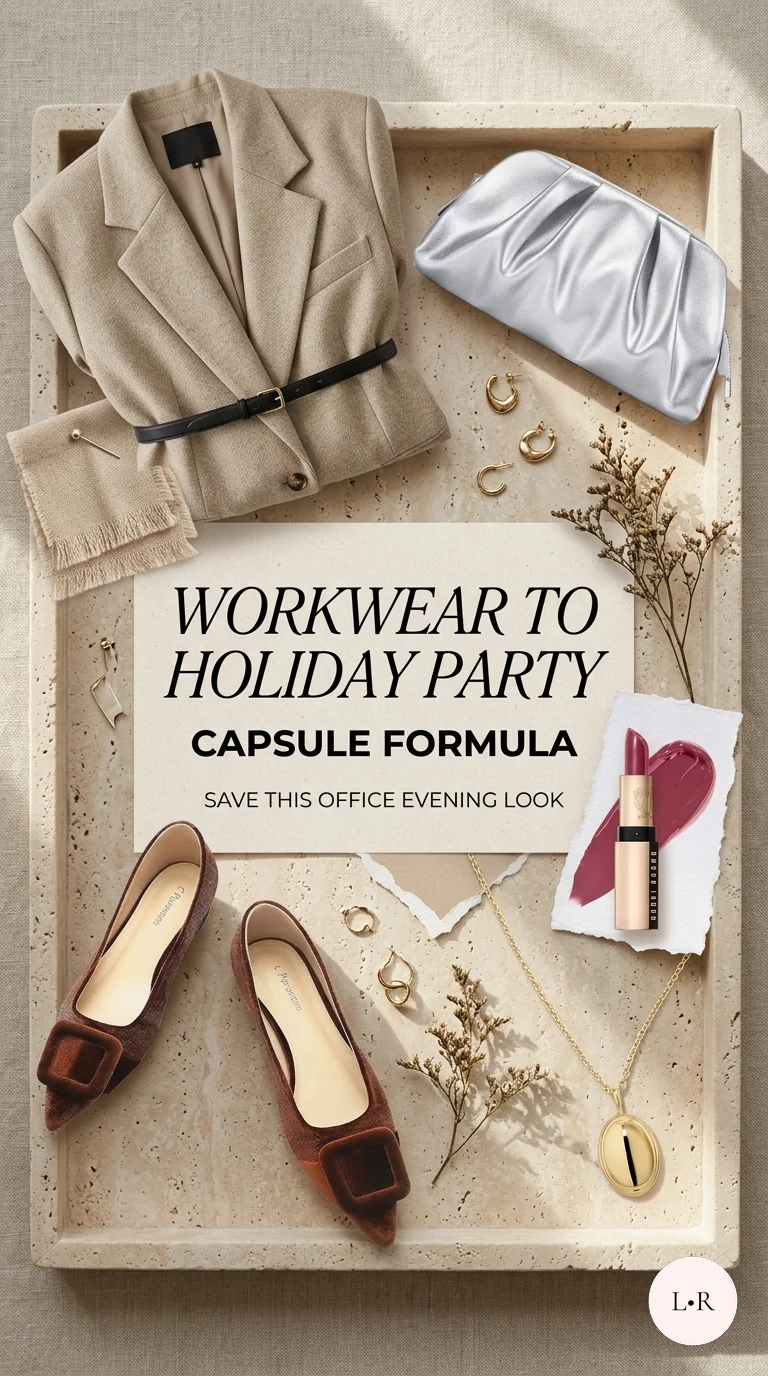 WORKWEAR TO
HOLIDAY PARTY
CAPSULE FORMULA
SAVE THIS OFFICE EVENING LOOK
L•R